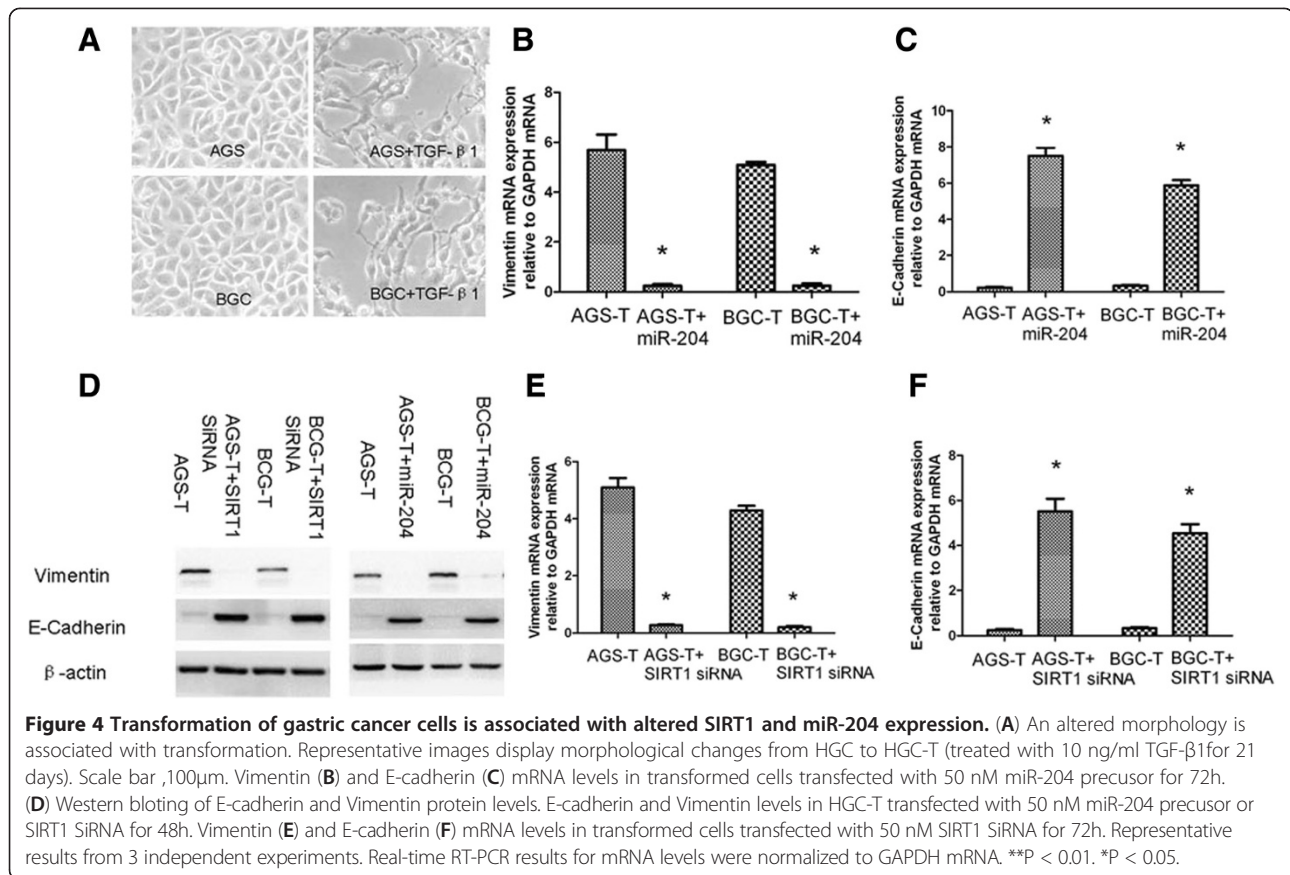 A
AGS
AGS+TGF-β1
BGC
BGC+TGF-β1
B
Vimentin mRNA expression
relative to GAPDH mRNA
8
6
4
2
0
*
*
AGS-T
AGS-T+
miR-204
BGC-T
BGC-T+
miR-204
C
E-Cadherin mRNA expression
relative to GAPDH mRNA
10
8
6
4
2
0
*
*
AGS-T
AGS-T+
miR-204
BGC-T
BGC-T+
miR-204
D
AGS-T
AGS-T+SIRT1
SiRNA
BCG-T
BCG-T+SIRT1
SiRNA
AGS-T
AGS-T+miR-204
BCG-T
BCG-T+miR-204
Vimentin
E-Cadherin
β-actin
E
Vimentin mRNA expression
relative to GAPDH mRNA
6
4
2
0
*
*
AGS-T
AGS-T+
SIRT1 siRNA
BGC-T
BGC-T+
SIRT1 siRNA
F
E-Cadherin mRNA expression
relative to GAPDH mRNA
8
6
4
2
0
*
*
AGS-T
AGS-T+
SIRT1 siRNA
BGC-T
BGC-T+
SIRT1 siRNA
Figure 4 Transformation of gastric cancer cells is associated with altered SIRT1 and miR-204 expression. (A) An altered morphology is
associated with transformation. Representative images display morphological changes from HGC to HGC-T (treated with 10 ng/ml TGF-β1for 21
days). Scale bar ,100μm. Vimentin (B) and E-cadherin (C) mRNA levels in transformed cells transfected with 50 nM miR-204 precusor for 72h.
(D) Western bloting of E-cadherin and Vimentin protein levels. E-cadherin and Vimentin levels in HGC-T transfected with 50 nM miR-204 precusor or
SIRT1 SiRNA for 48h. Vimentin (E) and E-cadherin (F) mRNA levels in transformed cells transfected with 50 nM SIRT1 SiRNA for 72h. Representative
results from 3 independent experiments. Real-time RT-PCR results for mRNA levels were normalized to GAPDH mRNA. **P < 0.01. *P < 0.05.